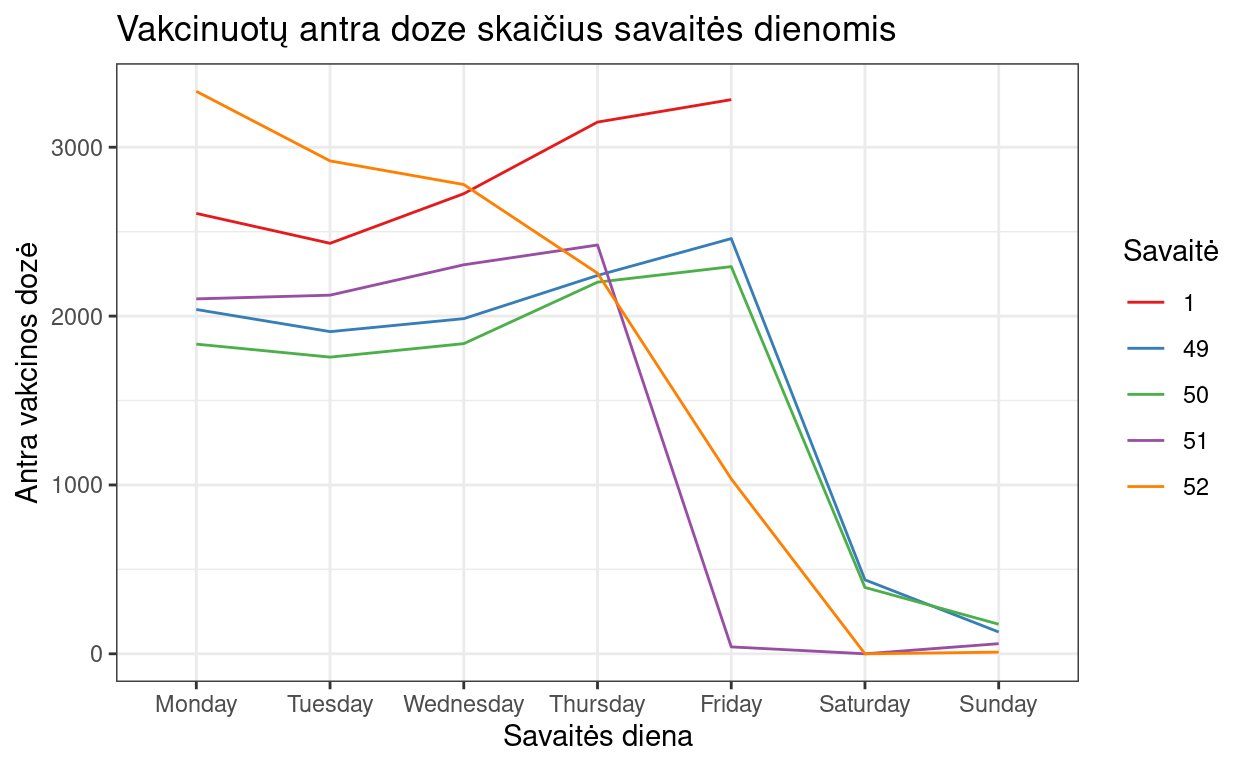 Vakcinuotų antra doze skaičius savaitės dienomis
Antra vakcinos dozė
3000
2000
1000
0
Monday Tuesday Wednesday Thursday Friday Saturday Sunday
Savaitės diena
Savaitė
1
49
50
51
52